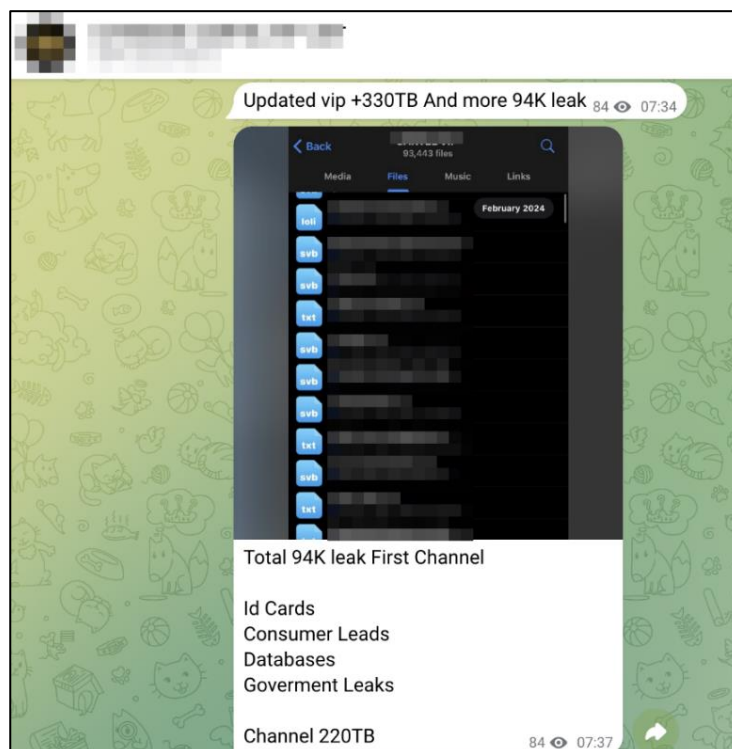 Updated vip +330TB And more 94K leak 84 07:34
Back
93,443 files
Media Files Music Links
February 2024
loli
svb
svb
txt
svb
svb
svb
txt
svb
txt
Total 94K leak First Channel
Id Cards
Consumer Leads
Databases
Goverment Leaks
Channel 220TB 84 07:37